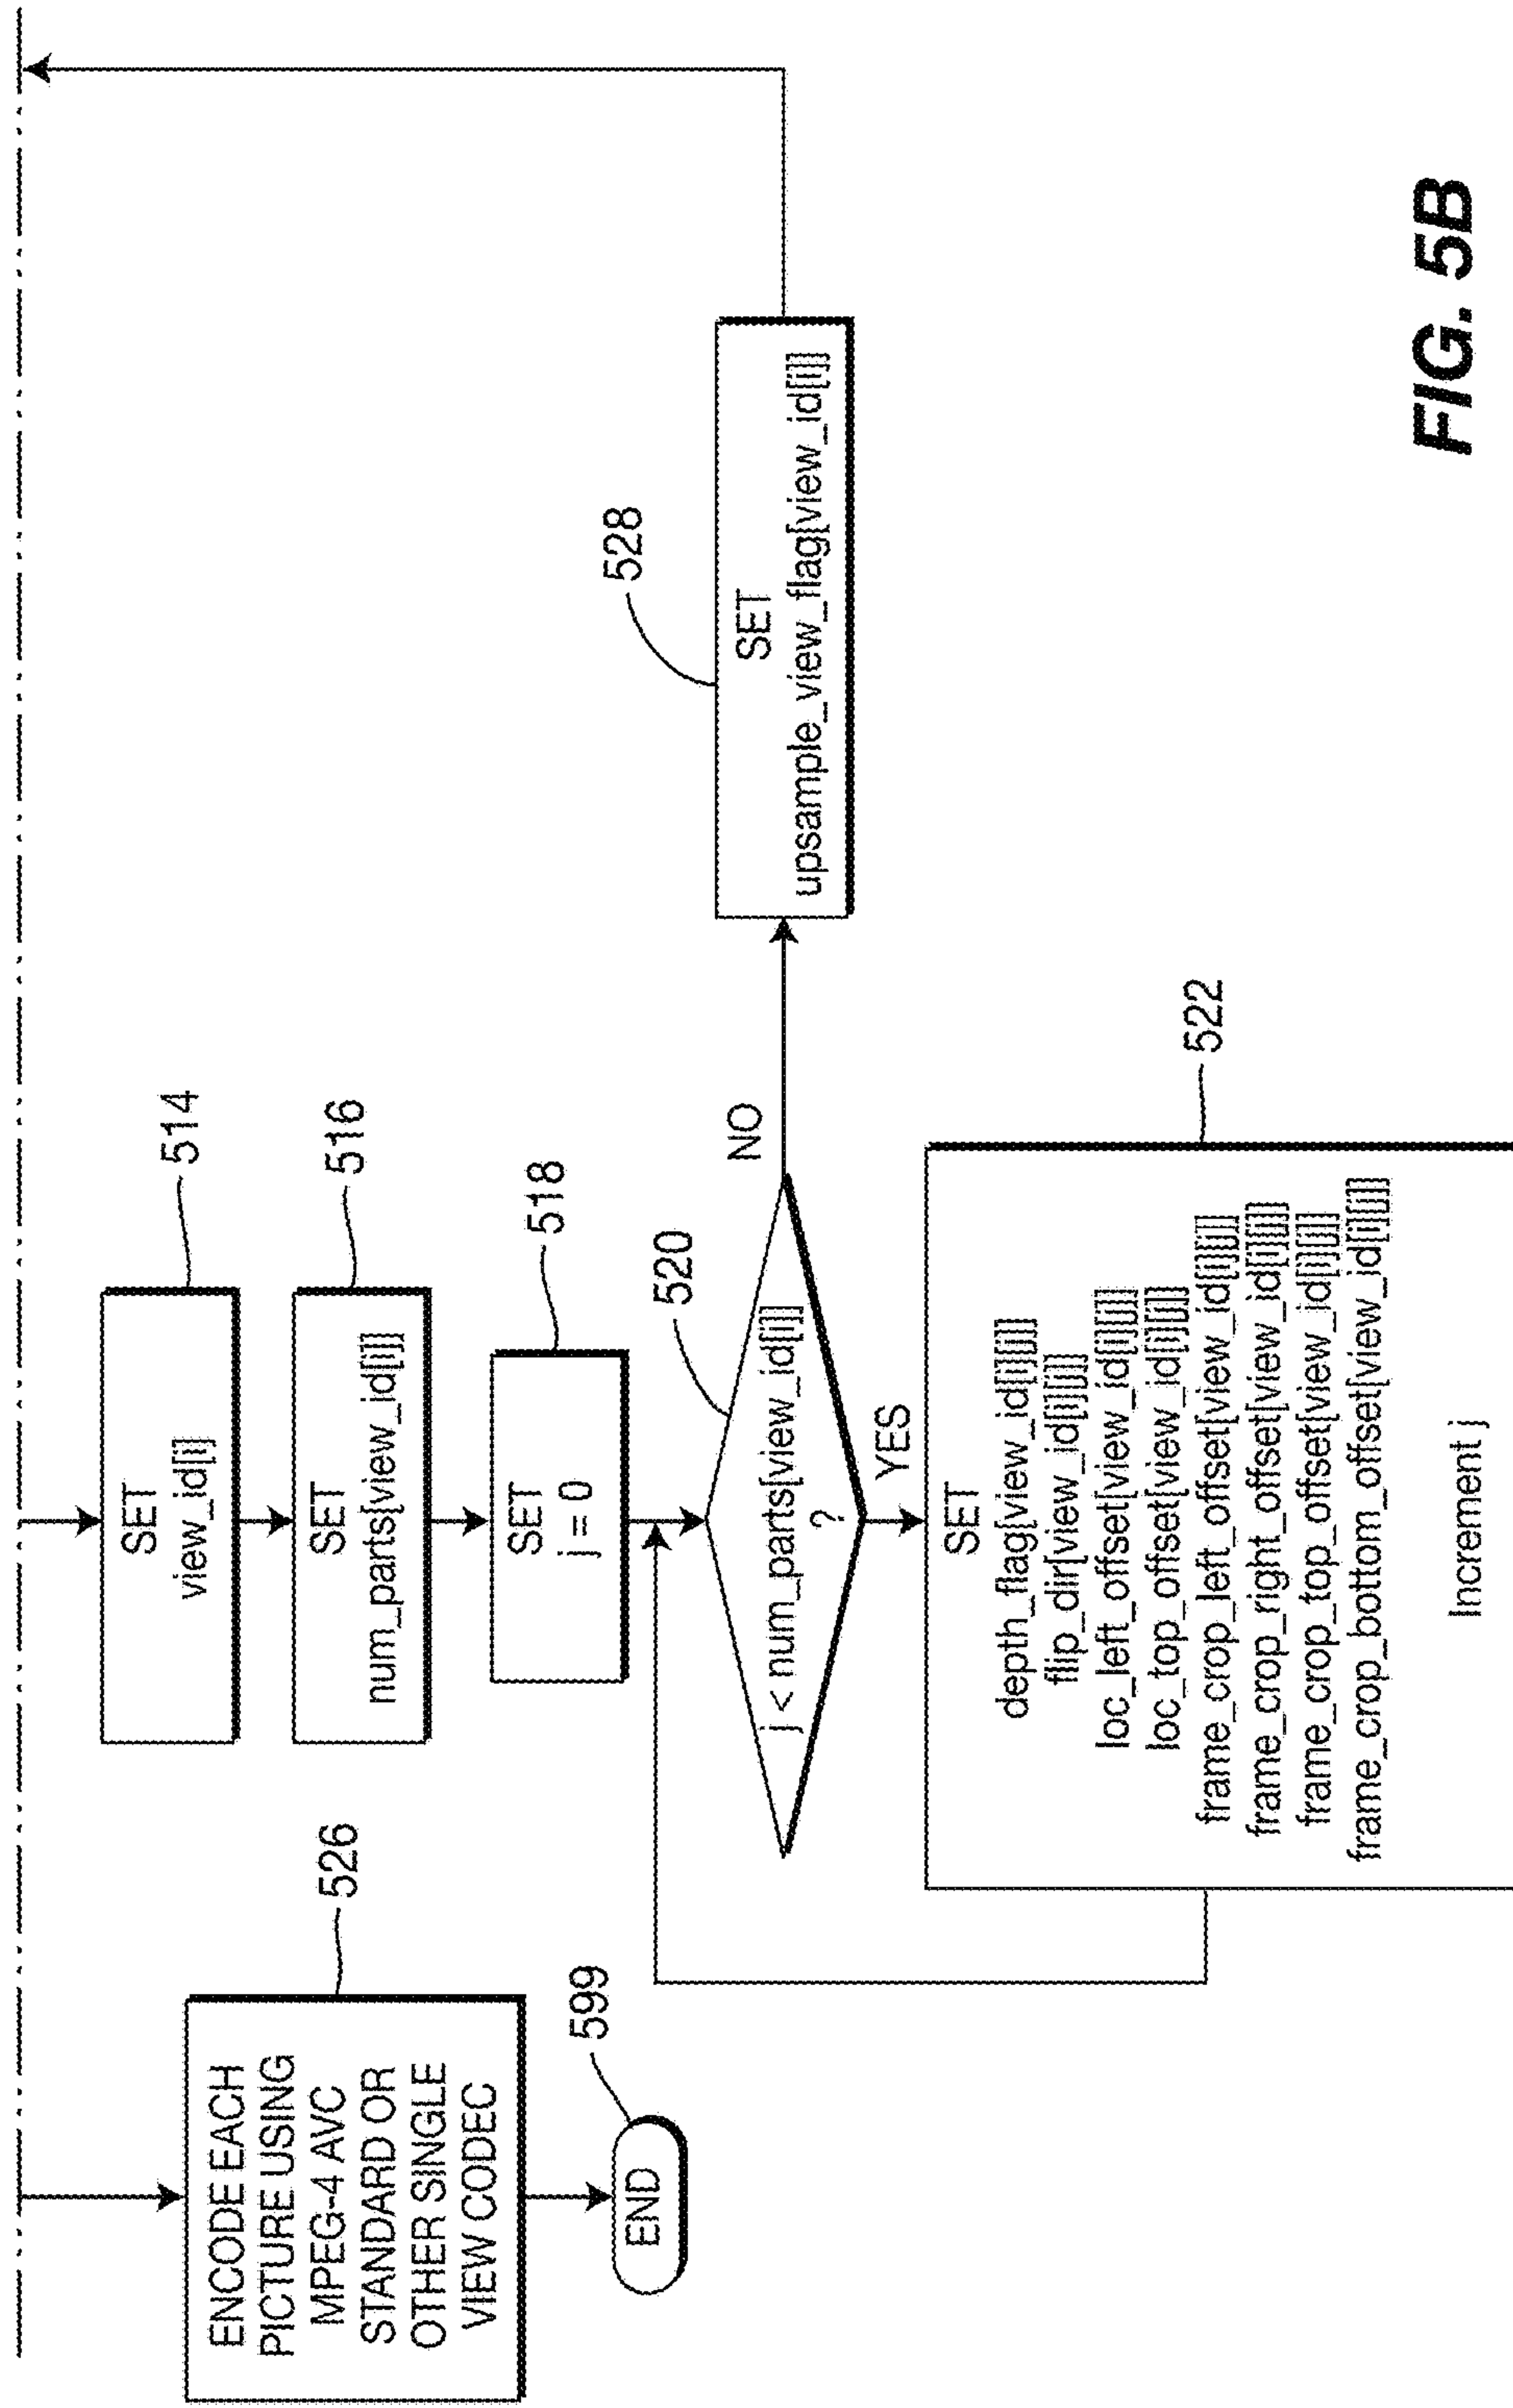 ENCODE EACH
PICTURE USING
MPEG-4 AVC
STANDARD OR
OTHER SINGLE
VIEW CODEC
526
END
599
SET
view_id[i]
514
SET
num_parts[view_id[i]]
516
SET
j = 0
518
j < num_parts[view_id[i]]
?
520
NO
YES
SET
depth_flag[view_id[i][j]]
flip_dir[view_id[i][j]]
loc_left_offset[view_id[i][j]]
loc_top_offset[view_id[i][j]]
frame_crop_left_offset[view_id[i][j]]
frame_crop_right_offset[view_id[i][j]]
frame_crop_top_offset[view_id[i][j]]
frame_crop_bottom_offset[view_id[i][j]]
Increment j
522
SET
upsample_view_flag[view_id[i]]
528
FIG. 5B